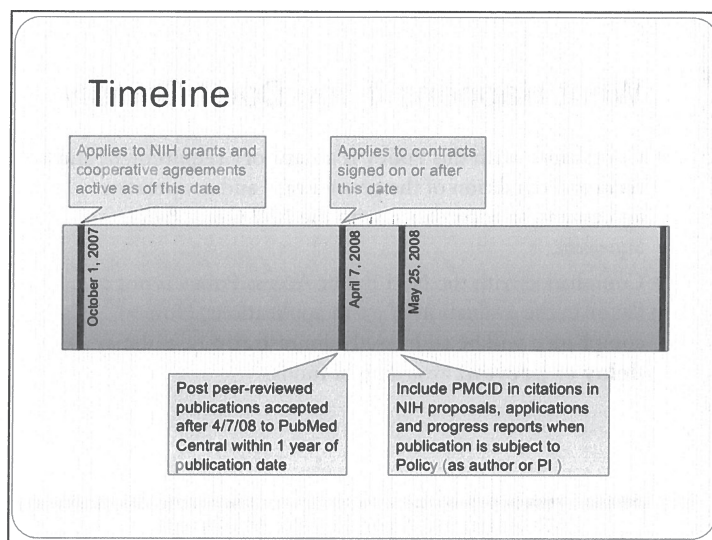 Timeline
Applies to NIH grants and
cooperative agreements
active as of this date
Applies to contracts
signed on or after
this date
October 1, 2007
April 7, 2008
May 25, 2008
Post peer-reviewed
publications accepted
after 4/7/08 to PubMed
Central within 1 year of
publication date
Include PMCID in citations in
NIH proposals, applications
and progress reports when
publication is subject to
Policy (as author or PI )